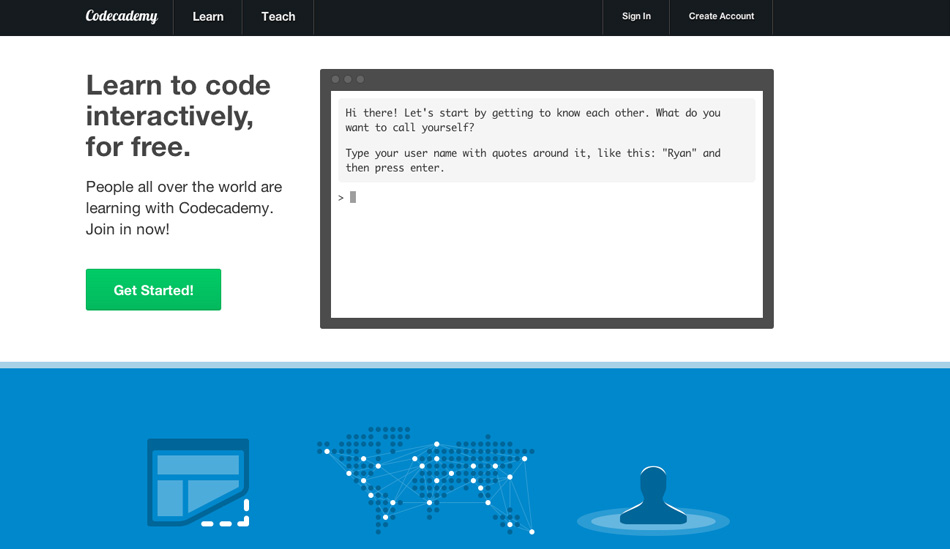 Codecademy
Learn
Teach
Sign In
Create Account
Learn to code
interactively,
for free.
People all over the world are
learning with Codecademy.
Join in now!
Get Started!
Hi there! Let's start by getting to know each other. What do you
want to call yourself?
Type your user name with quotes around it, like this: "Ryan" and
then press enter.
>